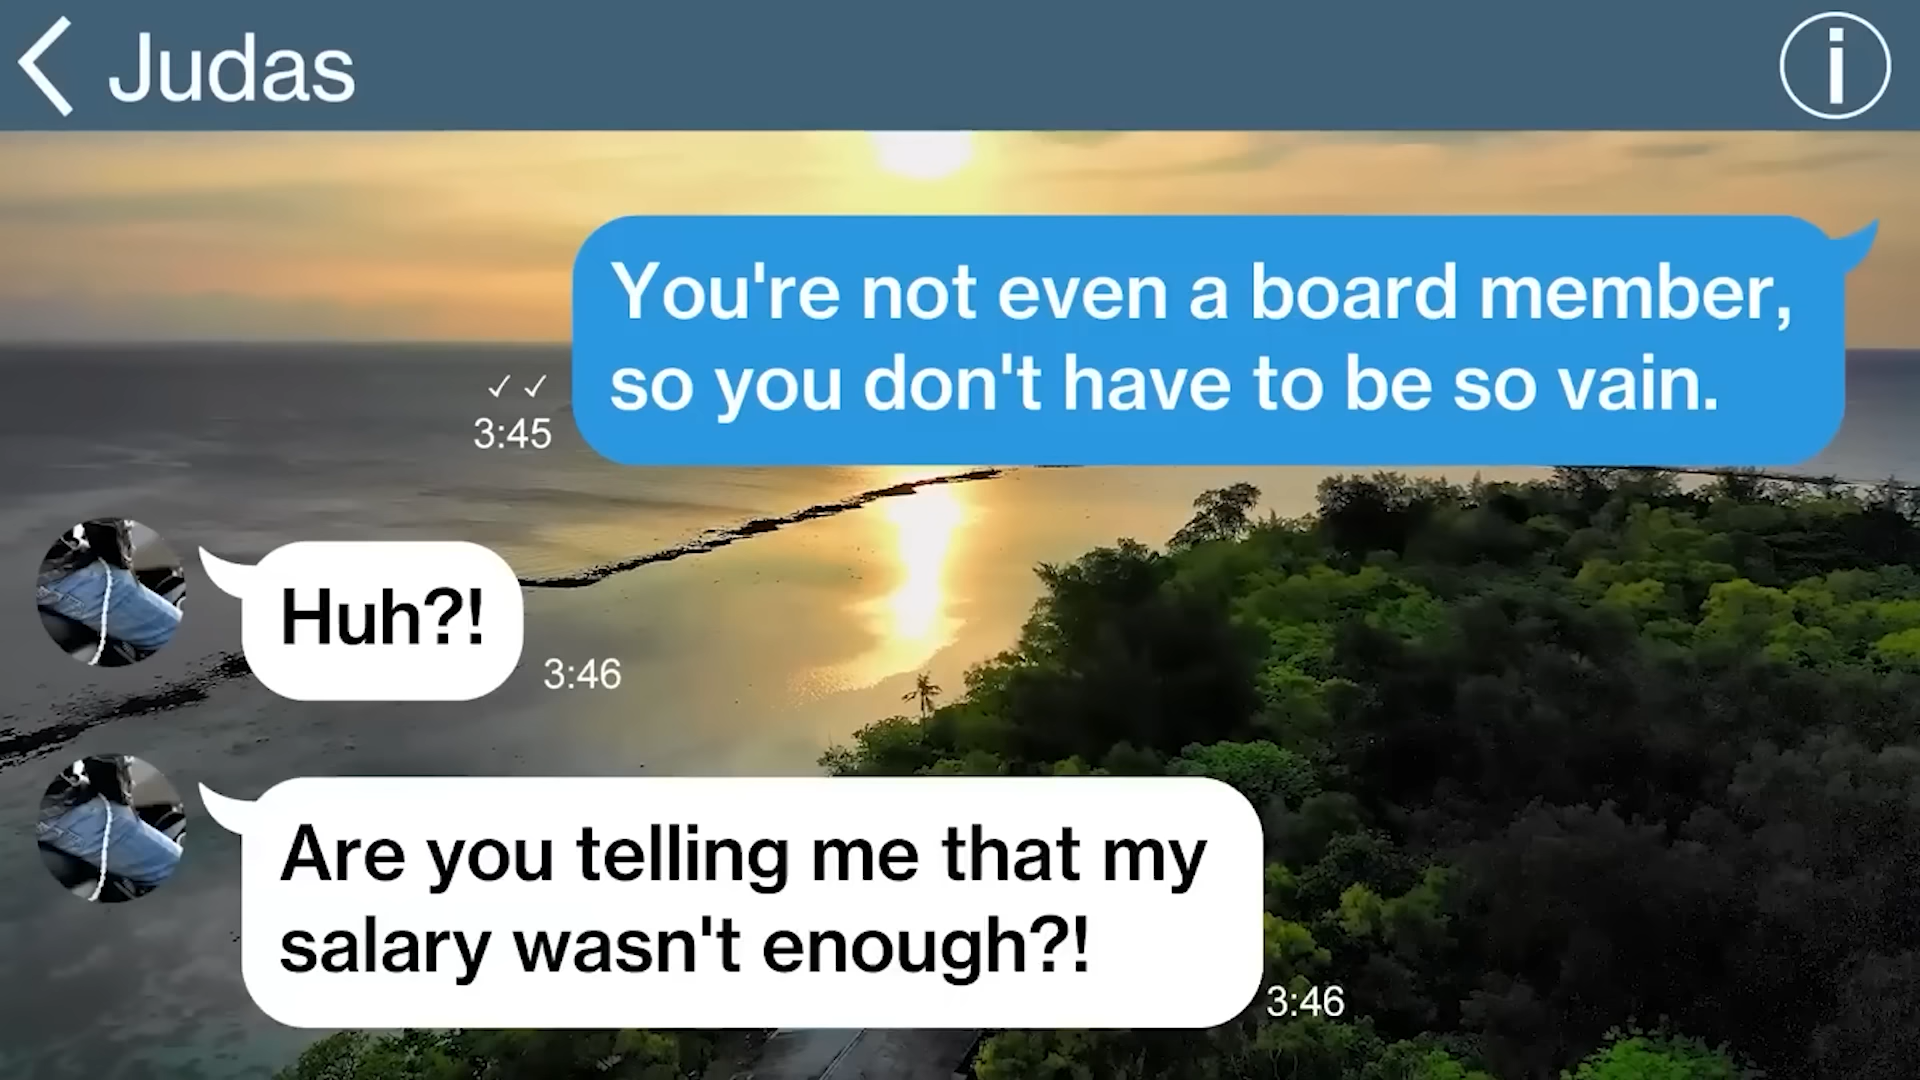 Judas
You're not even a board member,
so you don't have to be so vain.
✓✓
3:45
Huh?!
3:46
Are you telling me that my
salary wasn't enough?!
3:46